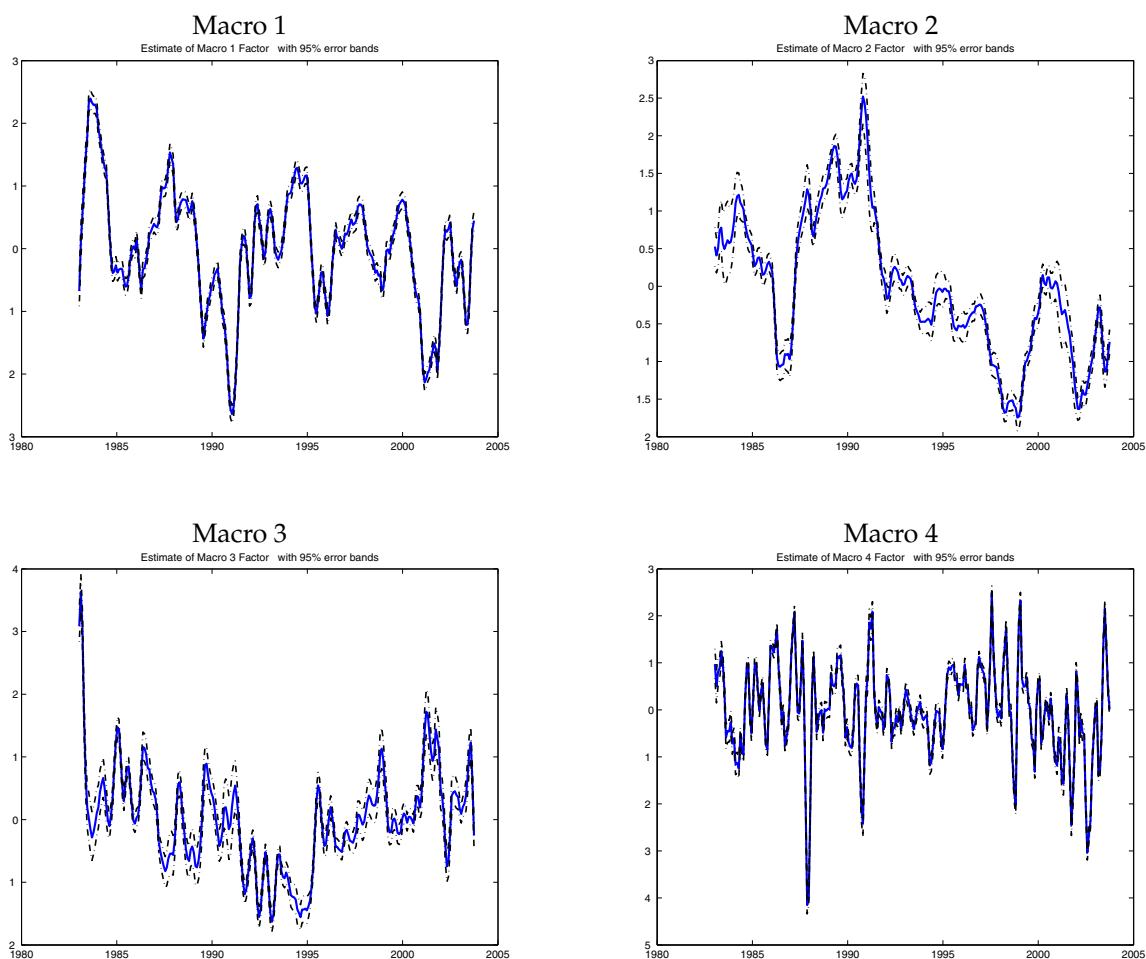 Macro 1
Estimate of Macro 1 Factor with 95% error bands
3
2
1
0
1
2
3
1980 1985 1990 1995 2000 2005
Macro 2
Estimate of Macro 2 Factor with 95% error bands
3
2.5
2
1.5
1
0.5
0
0.5
1
1.5
2
1980 1985 1990 1995 2000 2005
Macro 3
Estimate of Macro 3 Factor with 95% error bands
4
3
2
1
0
1
2
1980 1985 1990 1995 2000 2005
Macro 4
Estimate of Macro 4 Factor with 95% error bands
3
2
1
0
1
2
3
4
5
1980 1985 1990 1995 2000 2005